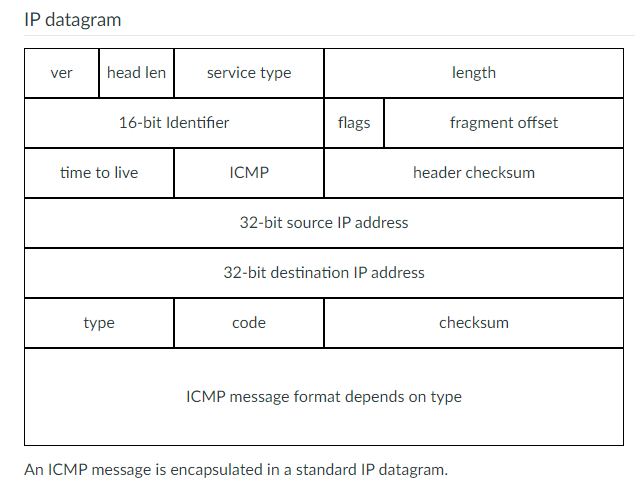 IP datagram
ver head len service type length
16-bit Identifier flags fragment offset
time to live ICMP header checksum
32-bit source IP address
32-bit destination IP address
type code checksum
ICMP message format depends on type
An ICMP message is encapsulated in a standard IP datagram.